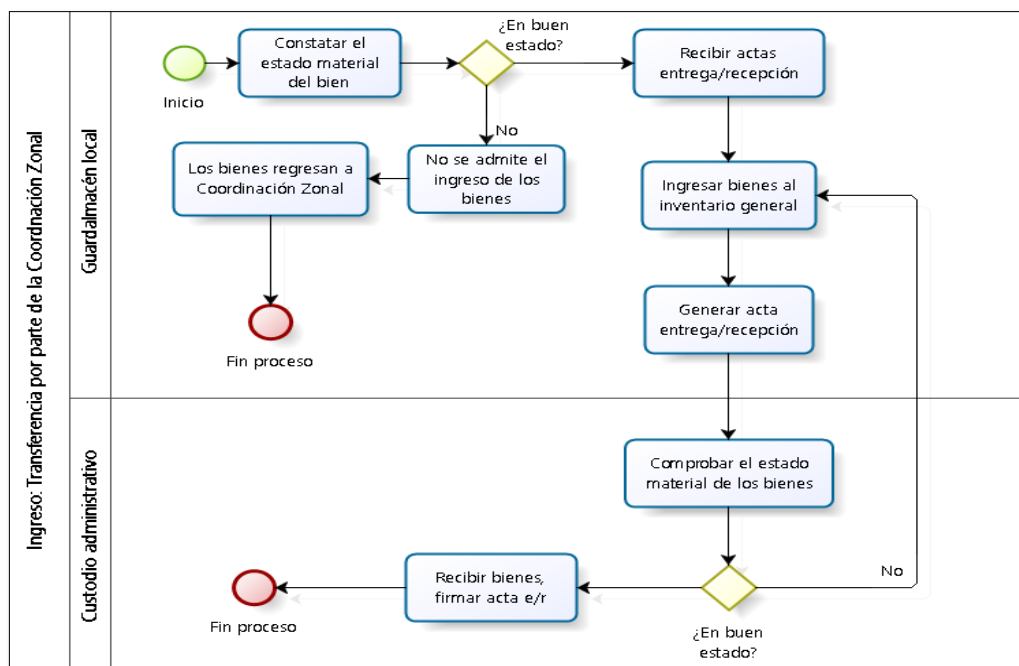 Ingreso: Transferencia por parte de la Coordnación Zonal
Guardalmacén local
Inicio
Constatar el
estado material
del bien
¿En buen
estado?
Recibir actas
entrega/recepción
No
No se admite el
ingreso de los
bienes
Los bienes regresan a
Coordinación Zonal
Fin proceso
Ingresar bienes al
inventario general
Generar acta
entrega/recepción
Custodio administrativo
Comprobar el estado
material de los bienes
¿En buen
estado?
No
Recibir bienes,
firmar acta e/r
Fin proceso